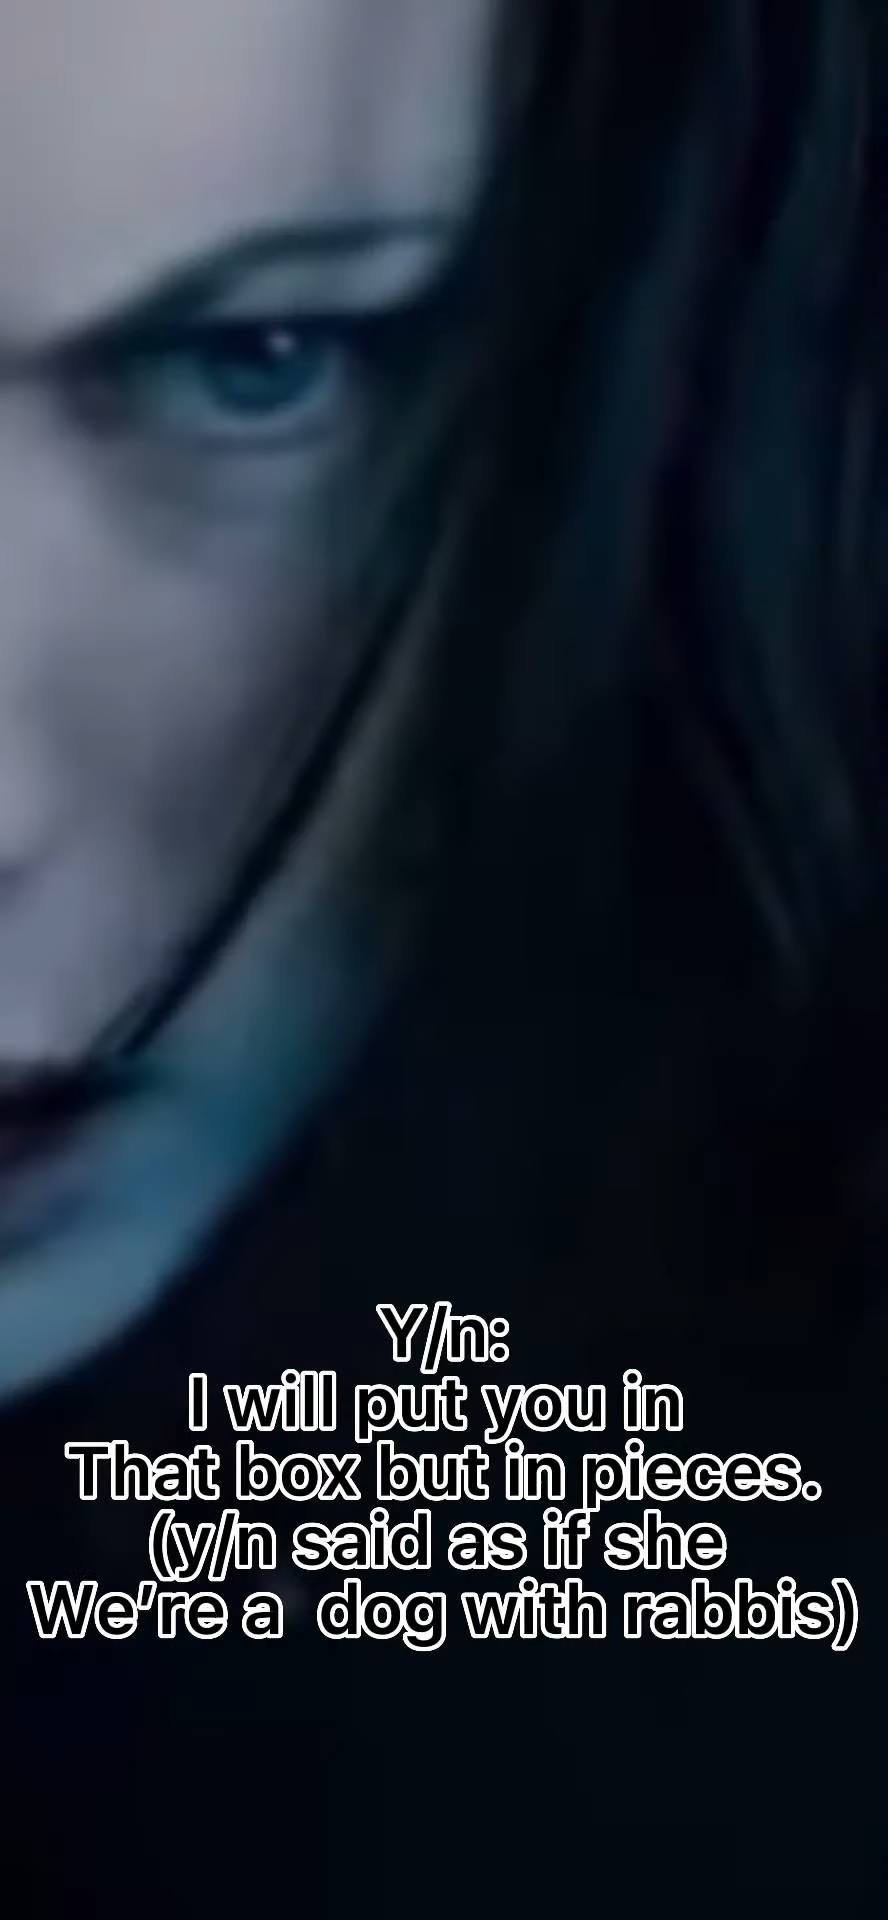 Y/n:
I will put you in
That box but in pieces.
(y/n said as if she
We’re a  dog with rabbis)